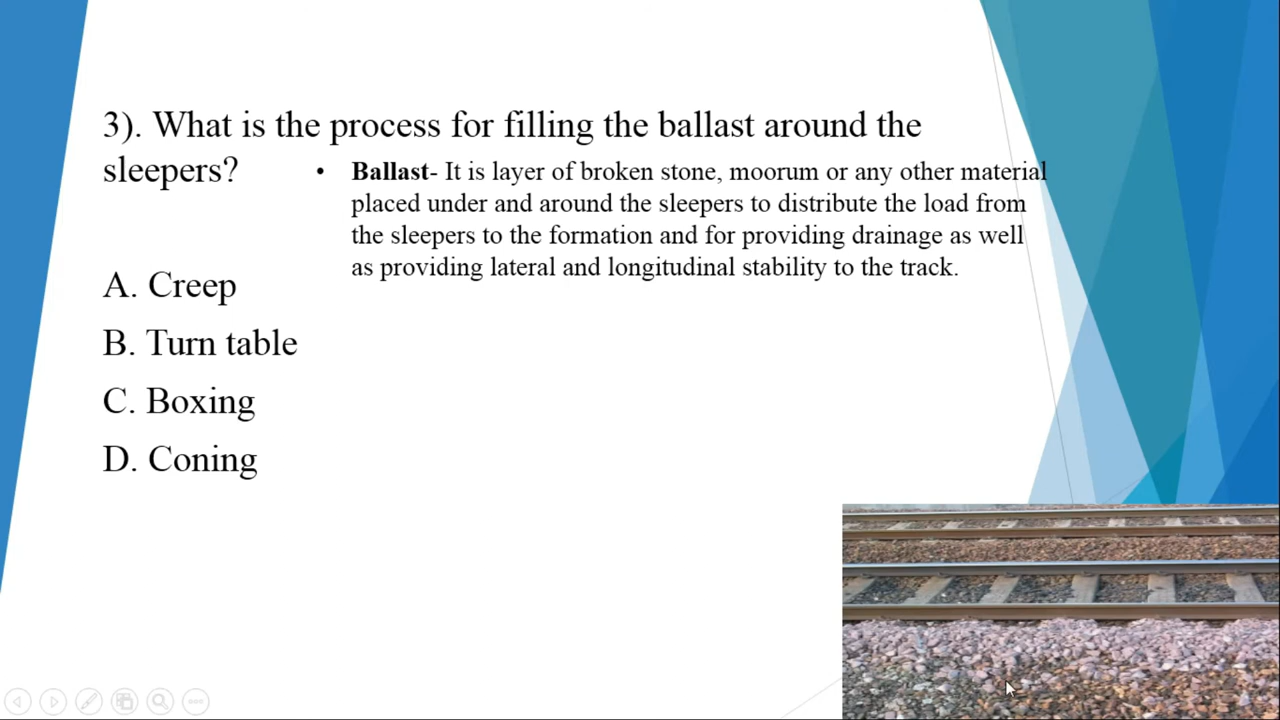 3). What is the process for filling the ballast around the
sleepers?
• Ballast- It is layer of broken stone, moorum or any other material
placed under and around the sleepers to distribute the load from
the sleepers to the formation and for providing drainage as well
as providing lateral and longitudinal stability to the track.
A. Creep
B. Turn table
C. Boxing
D. Coning